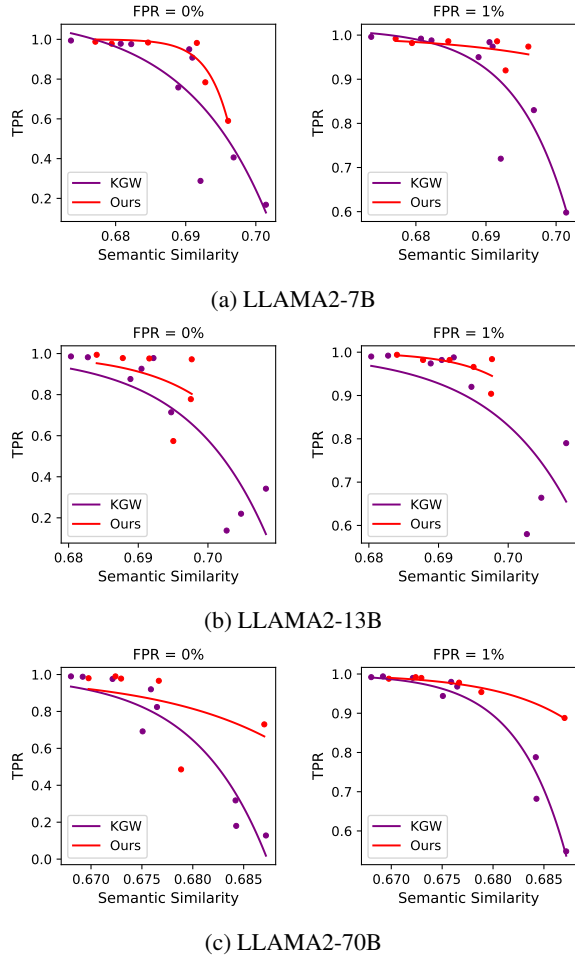 FPR = 0%
1.0
0.8
0.6
0.4
0.2
TPR
KGW
Ours
0.68 0.69 0.70
Semantic Similarity
FPR = 1%
1.0
0.9
0.8
0.7
0.6
TPR
KGW
Ours
0.68 0.69 0.70
Semantic Similarity
(a) LLAMA2-7B
FPR = 0%
1.0
0.8
0.6
0.4
0.2
TPR
KGW
Ours
0.68 0.69 0.70
Semantic Similarity
FPR = 1%
1.0
0.9
0.8
0.7
0.6
TPR
KGW
Ours
0.68 0.69 0.70
Semantic Similarity
(b) LLAMA2-13B
FPR = 0%
1.0
0.8
0.6
0.4
0.2
0.0
TPR
KGW
Ours
0.670 0.675 0.680 0.685
Semantic Similarity
FPR = 1%
1.0
0.9
0.8
0.7
0.6
TPR
KGW
Ours
0.670 0.675 0.680 0.685
Semantic Similarity
(c) LLAMA2-70B